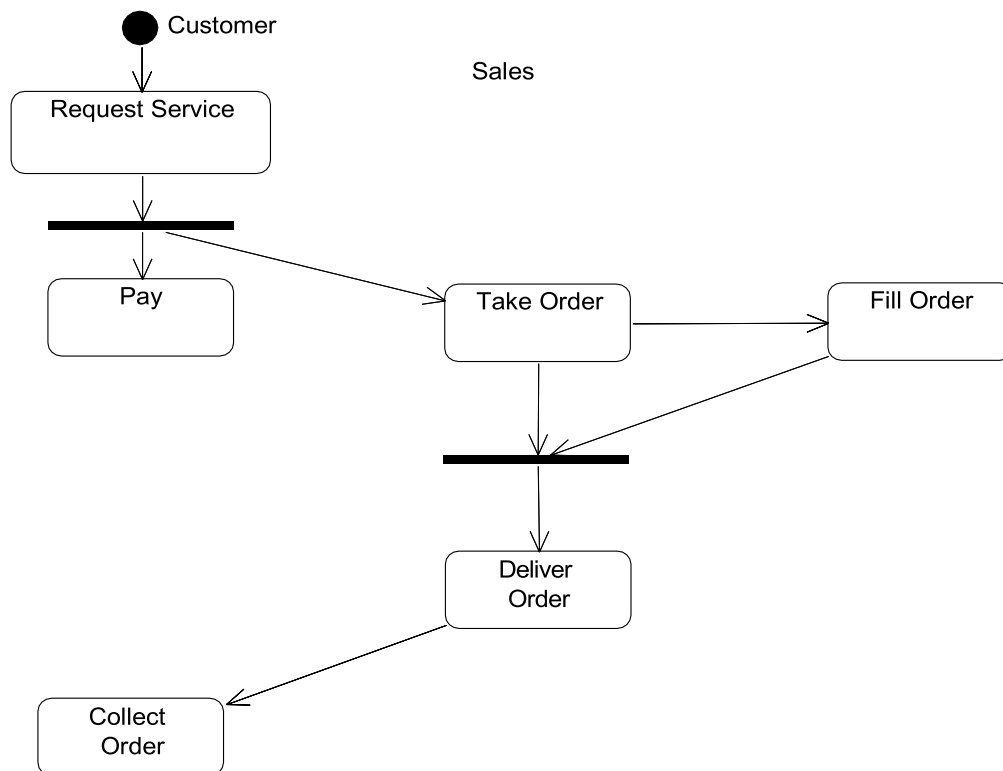 Customer
Sales
Request Service
Pay
Take Order
Fill Order
Deliver
Order
Collect
Order